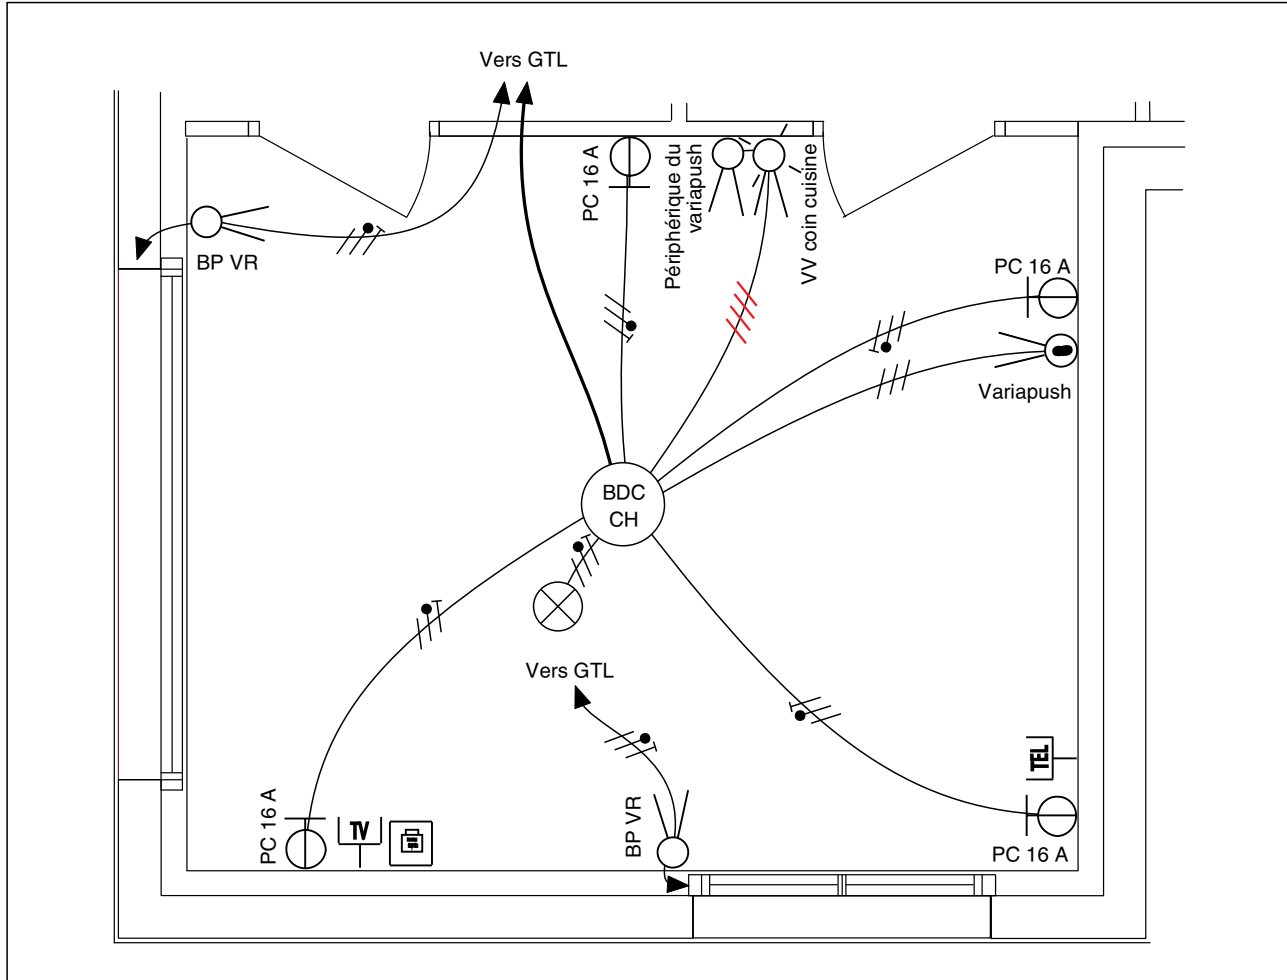 Vers GTL
PC 16 A
Périphérique du
variapush
VV coin cuisine
BP VR
PC 16 A
Variapush
BDC
CH
Vers GTL
TEL
PC 16 A
TV
BP VR
PC 16 A